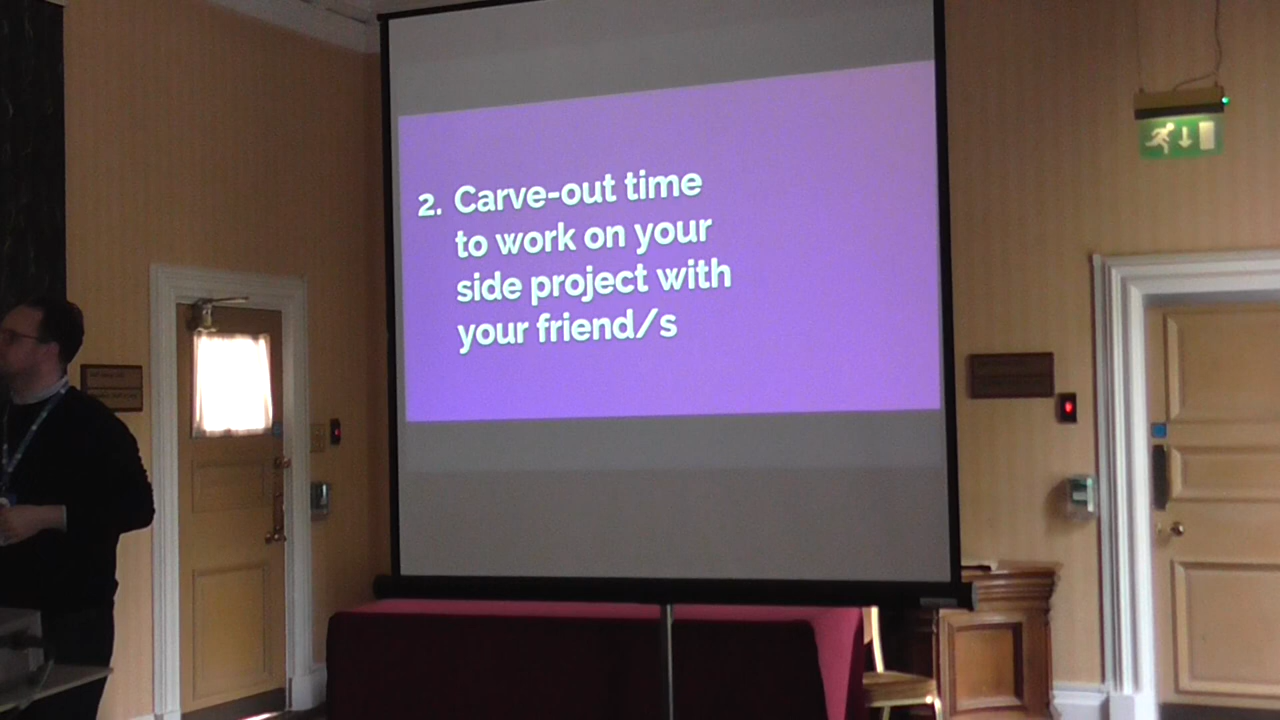 2. Carve-out time
to work on your
side project with
your friend/s